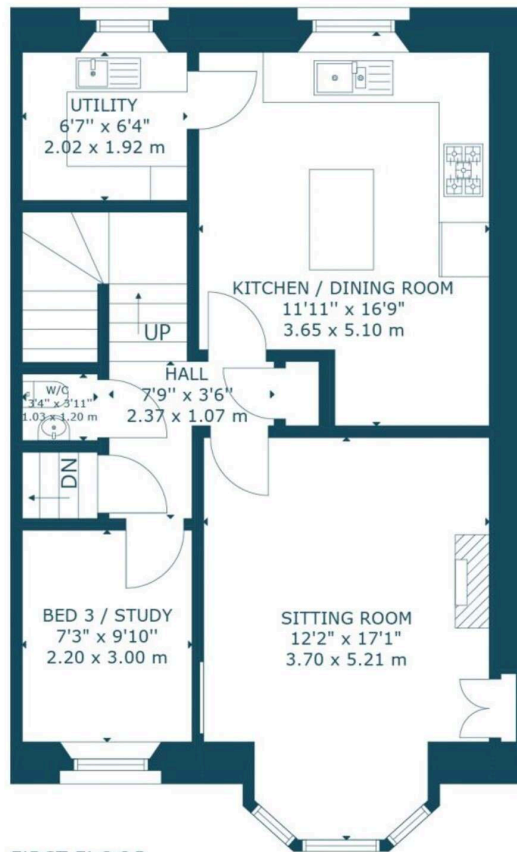 UTILITY
6'7" x 6'4"
2.02 x 1.92 m
KITCHEN / DINING ROOM
11'11" x 16'9"
3.65 x 5.10 m
UP
HALL
7'9" x 3'6"
2.37 x 1.07 m
W/C
3'4" x 3'11"
1.03 x 1.20 m
DN
BED 3 / STUDY
7'3" x 9'10"
2.20 x 3.00 m
SITTING ROOM
12'2" x 17'1"
3.70 x 5.21 m
FIRST FLOOR